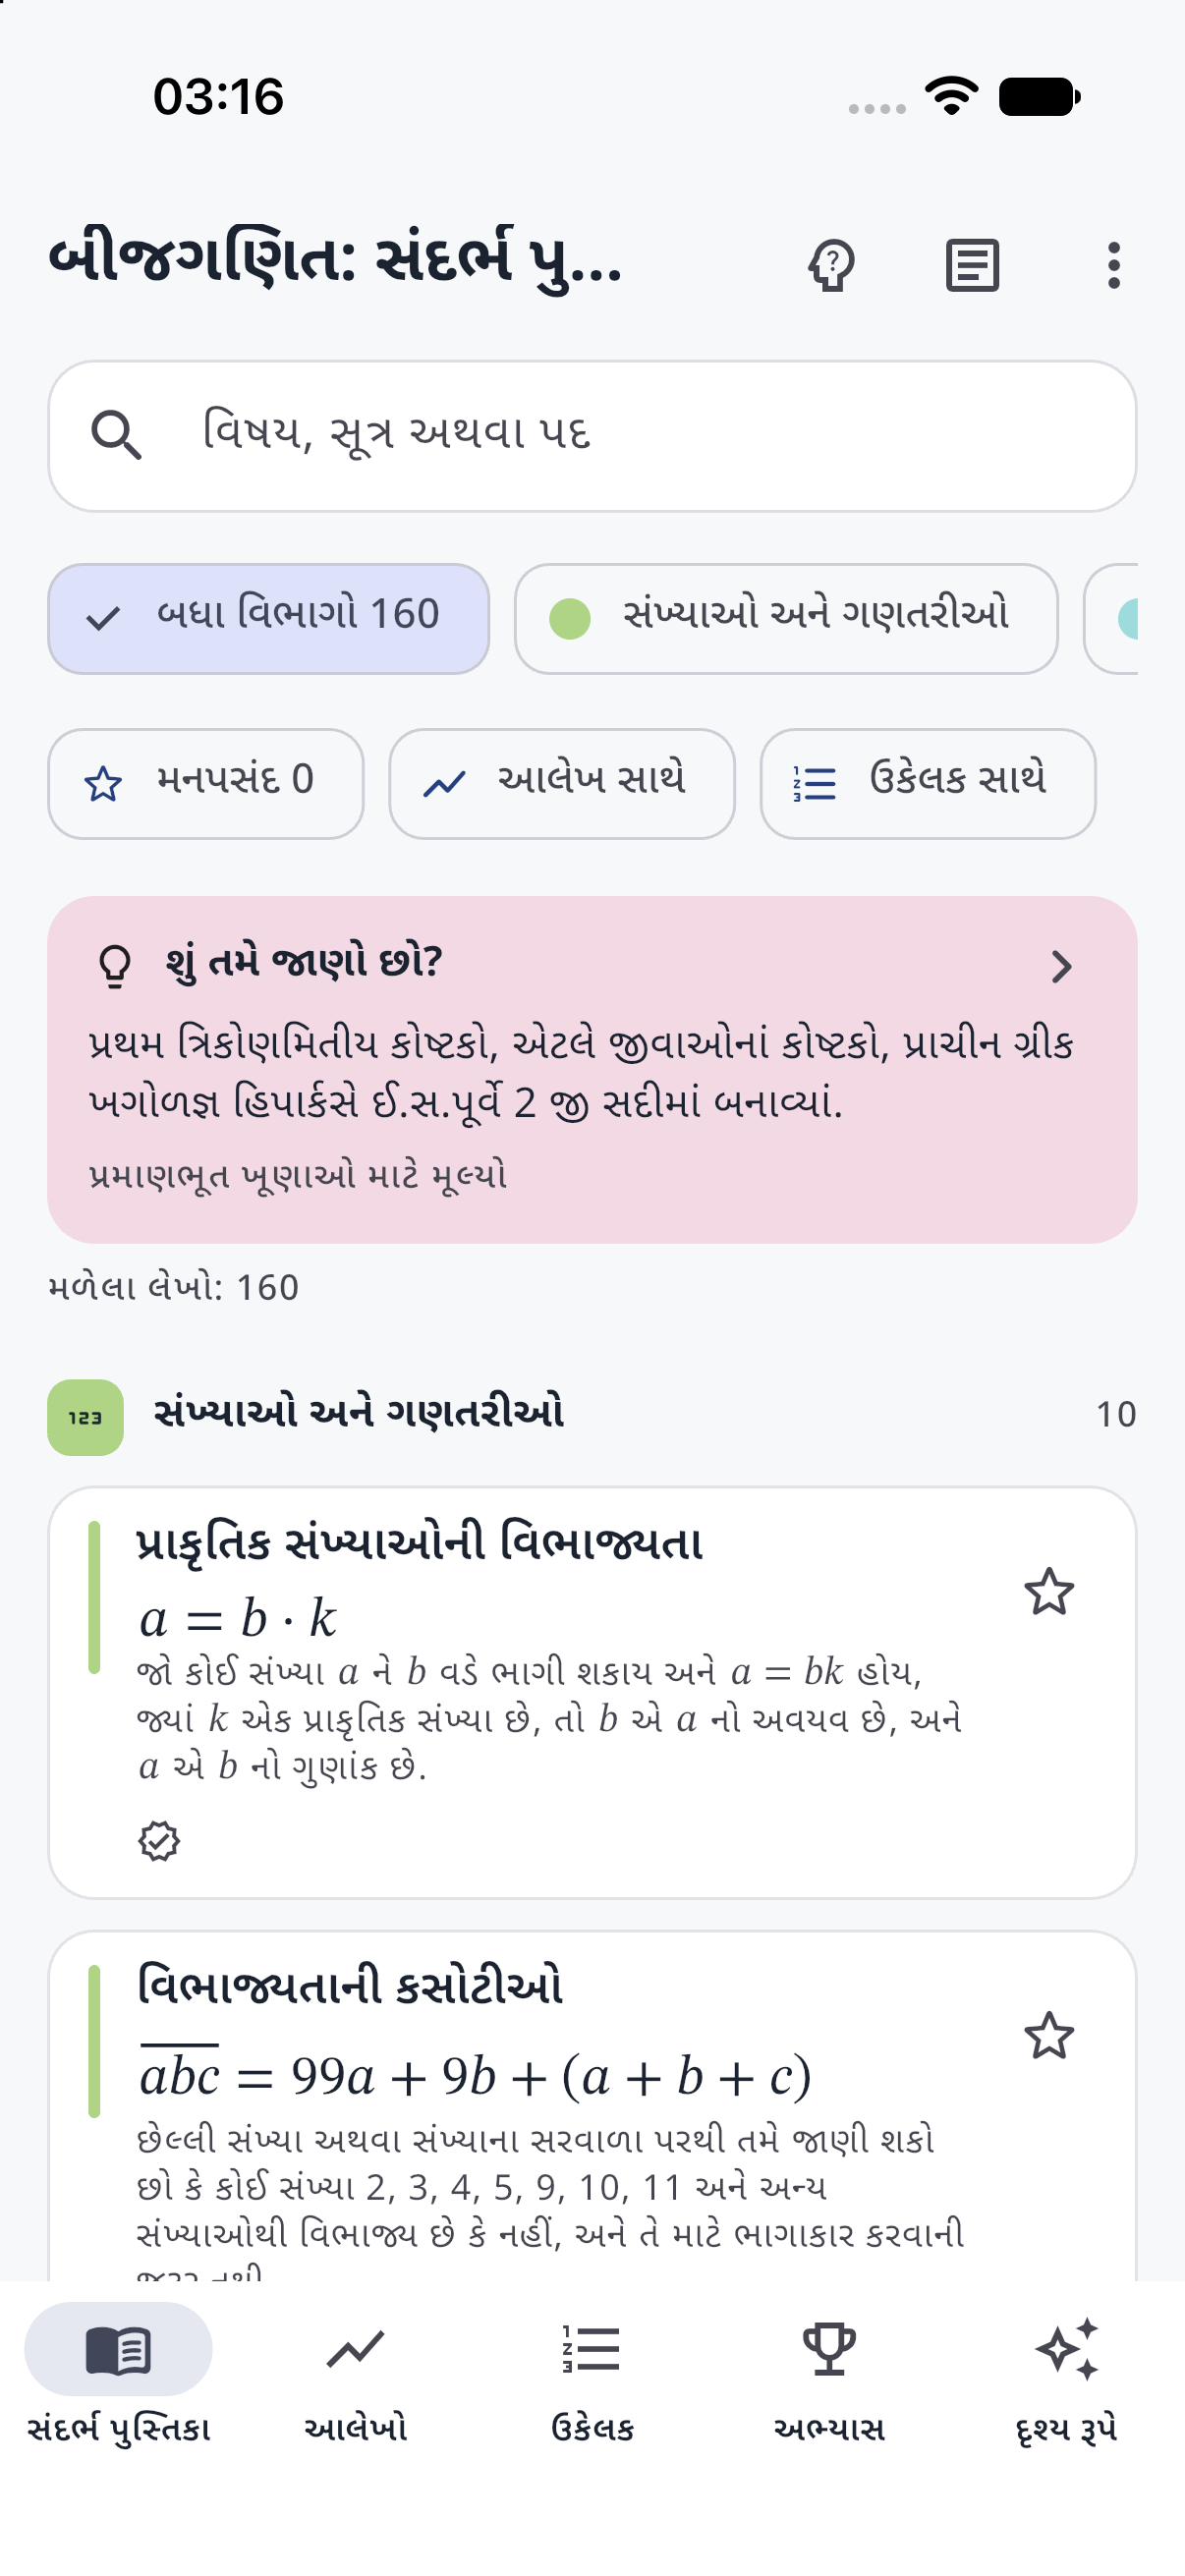 03:16
બીજગણિત: સંદર્ભ પુ...
વિષય, સૂત્ર અથવા પદ
બધા વિભાગો 160
સંખ્યાઓ અને ગણતરીઓ
મનપસંદ 0
આલેખ સાથે
ઉકેલક સાથે
શું તમે જાણો છો?
પ્રથમ ત્રિકોણમિતીય કોષ્ટકો, એટલે જીવાઓનાં કોષ્ટકો, પ્રાચીન ગ્રીક
ખગોળજ્ઞ હિપાર્કસે ઈ.સ.પૂર્વે 2 જી સદીમાં બનાવ્યાં.
પ્રમાણભૂત ખૂણાઓ માટે મૂલ્યો
મળેલા લેખો: 160
સંખ્યાઓ અને ગણતરીઓ 10
પ્રાકૃતિક સંખ્યાઓની વિભાજ્યતા
a = b · k
જો કોઈ સંખ્યા a ને b વડે ભાગી શકાય અને a = bk હોય,
જ્યાં k એક પ્રાકૃતિક સંખ્યા છે, તો b એ a નો અવયવ છે, અને
a એ b નો ગુણાંક છે.
વિભાજ્યતાની કસોટીઓ
a̅b̅c̅ = 99a + 9b + (a + b + c)
છેલ્લી સંખ્યા અથવા સંખ્યાના સરવાળા પરથી તમે જાણી શકો
છો કે કોઈ સંખ્યા 2, 3, 4, 5, 9, 10, 11 અને અન્ય
સંખ્યાઓથી વિભાજ્ય છે કે નહીં, અને તે માટે ભાગાકાર કરવાની
સંદર્ભ પુસ્તિકા
આલેખો
ઉકેલક
અભ્યાસ
દૃશ્ય રૂપે